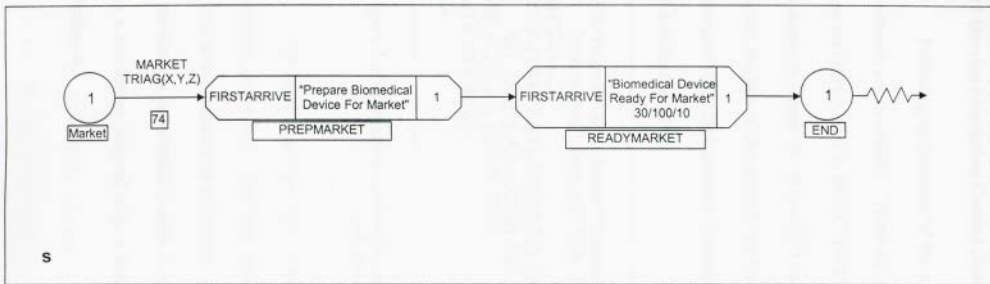 MARKET
TRIAG(X,Y,Z)
1
Market
74
FIRSTARRIVE
"Prepare Biomedical
Device For Market"
1
PREPMARKET
FIRSTARRIVE
"Biomedical Device
Ready For Market"
30/100/10
1
READYMARKET
1
END
S